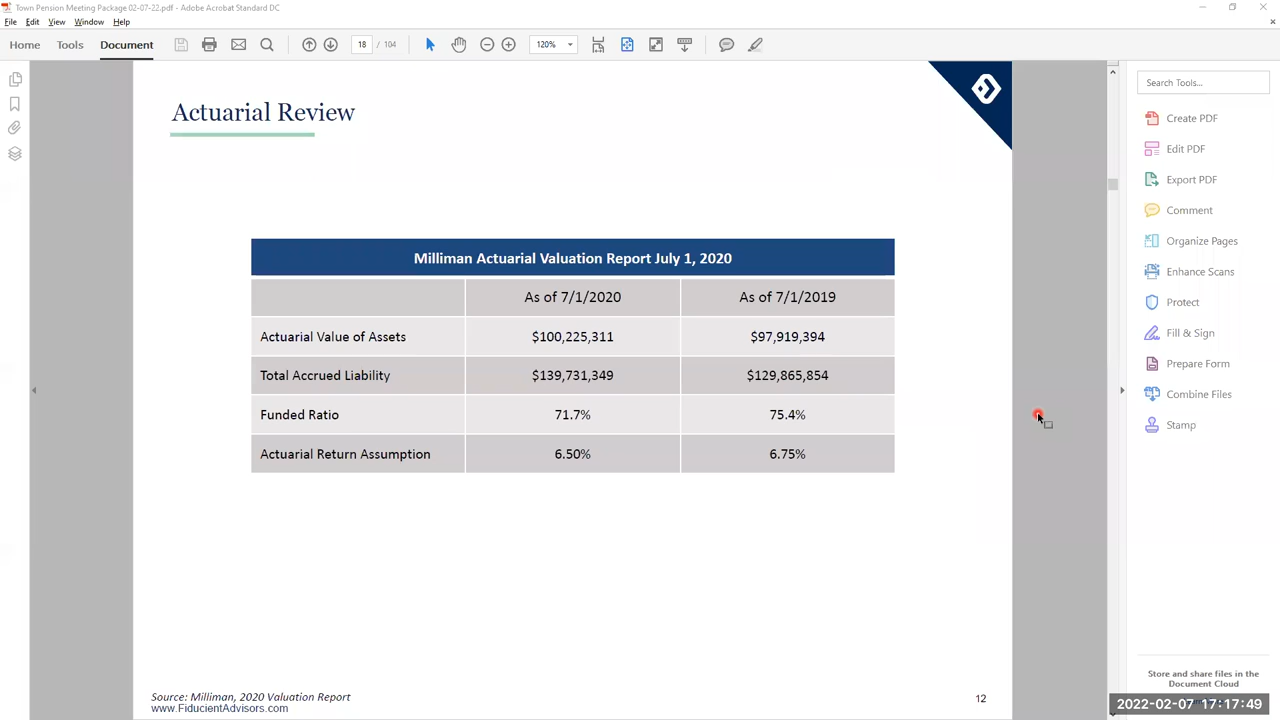 Town Pension Meeting Package 02-07-22.pdf - Adobe Acrobat Standard DC
File Edit View Window Help
Home Tools Document 18 / 104 120%
Search Tools...
Create PDF
Edit PDF
Export PDF
Comment
Organize Pages
Enhance Scans
Protect
Fill & Sign
Prepare Form
Combine Files
Stamp
Actuarial Review
Milliman Actuarial Valuation Report July 1, 2020
As of 7/1/2020 As of 7/1/2019
Actuarial Value of Assets $100,225,311 $97,919,394
Total Accrued Liability $139,731,349 $129,865,854
Funded Ratio 71.7% 75.4%
Actuarial Return Assumption 6.50% 6.75%
Source: Milliman, 2020 Valuation Report
www.FiducientAdvisors.com
12
Store and share files in the
Document Cloud
2022-02-07 17:17:49